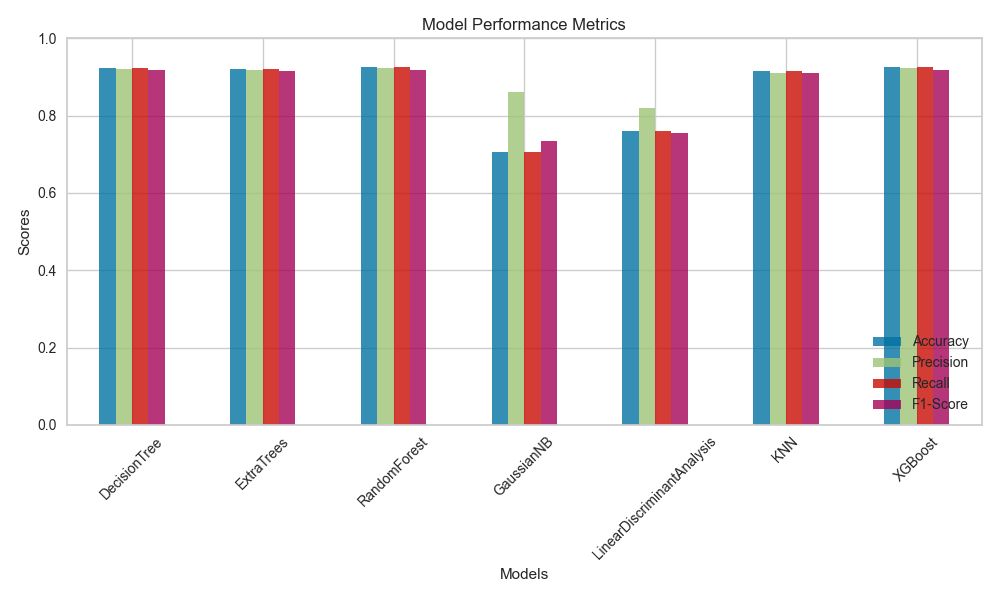 Model Performance Metrics
Scores
1.0
0.8
0.6
0.4
0.2
0.0
Accuracy
Precision
Recall
F1-Score
DecisionTree
ExtraTrees
RandomForest
GaussianNB
LinearDiscriminantAnalysis
KNN
XGBoost
Models